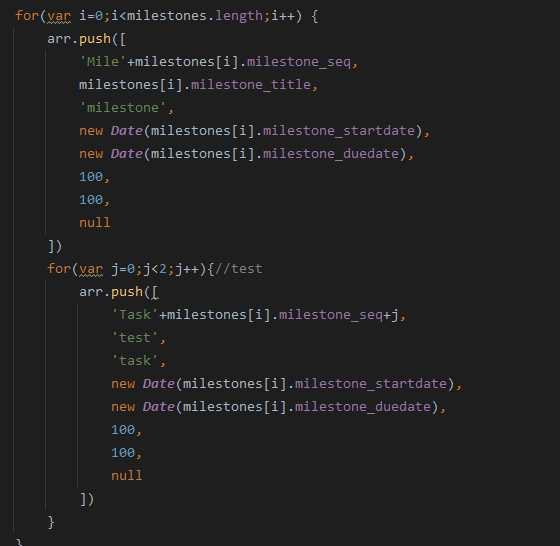 for(var i=0;i<milestones.length;i++) {
arr.push([
'Mile'+milestones[i].milestone_seq,
milestones[i].milestone_title,
'milestone',
new Date(milestones[i].milestone_startdate),
new Date(milestones[i].milestone_duedate),
100,
100,
null
])
for(var j=0;j<2;j++){//test
arr.push([
'Task'+milestones[i].milestone_seq+j,
'test',
'task',
new Date(milestones[i].milestone_startdate),
new Date(milestones[i].milestone_duedate),
100,
100,
null
])
}
}